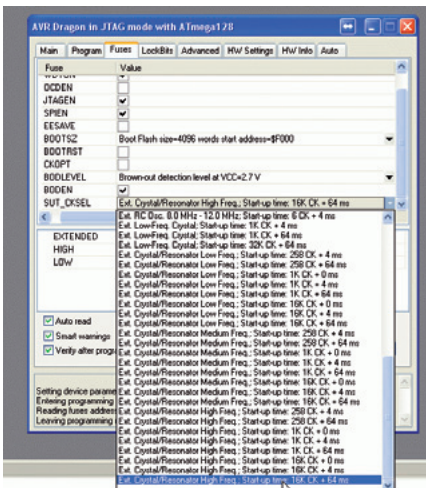 AVR Dragon in JTAG mode with ATmega128
Main Program Fuses LockBits Advanced HW Settings HW Info Auto
Fuse Value
OCDEN
JTAGEN
SPIEN
EESAVE
BOOTSZ Boot Flash size=4096 words start address=$F000
BOOTRST
CKOPT
BODLEVEL Brown-out detection level at VCC=2.7 V
BODEN
SUT_CKSEL Ext. Crystal/Resonator High Freq.; Start-up time: 16K CK + 64 ms
Ext. RC Osc. 8.0 MHz - 12.0 MHz; Start-up time: 6 CK + 4 ms
Ext. Low-Freq. Crystal; Start-up time: 1K CK + 4 ms
Ext. Low-Freq. Crystal; Start-up time: 1K CK + 64 ms
Ext. Low-Freq. Crystal; Start-up time: 32K CK + 64 ms
Ext. Crystal/Resonator Low Freq.; Start-up time: 258 CK + 4 ms
Ext. Crystal/Resonator Low Freq.; Start-up time: 258 CK + 64 ms
Ext. Crystal/Resonator Low Freq.; Start-up time: 1K CK + 0 ms
Ext. Crystal/Resonator Low Freq.; Start-up time: 1K CK + 4 ms
Ext. Crystal/Resonator Low Freq.; Start-up time: 1K CK + 64 ms
Ext. Crystal/Resonator Low Freq.; Start-up time: 16K CK + 0 ms
Ext. Crystal/Resonator Low Freq.; Start-up time: 16K CK + 4 ms
Ext. Crystal/Resonator Low Freq.; Start-up time: 16K CK + 64 ms
Ext. Crystal/Resonator Medium Freq.; Start-up time: 258 CK + 4 ms
Ext. Crystal/Resonator Medium Freq.; Start-up time: 258 CK + 64 ms
Ext. Crystal/Resonator Medium Freq.; Start-up time: 1K CK + 0 ms
Ext. Crystal/Resonator Medium Freq.; Start-up time: 1K CK + 4 ms
Ext. Crystal/Resonator Medium Freq.; Start-up time: 1K CK + 64 ms
Ext. Crystal/Resonator Medium Freq.; Start-up time: 16K CK + 0 ms
Ext. Crystal/Resonator Medium Freq.; Start-up time: 16K CK + 4 ms
Ext. Crystal/Resonator Medium Freq.; Start-up time: 16K CK + 64 ms
Ext. Crystal/Resonator High Freq.; Start-up time: 258 CK + 4 ms
Ext. Crystal/Resonator High Freq.; Start-up time: 258 CK + 64 ms
Ext. Crystal/Resonator High Freq.; Start-up time: 1K CK + 0 ms
Ext. Crystal/Resonator High Freq.; Start-up time: 1K CK + 4 ms
Ext. Crystal/Resonator High Freq.; Start-up time: 1K CK + 64 ms
Ext. Crystal/Resonator High Freq.; Start-up time: 16K CK + 0 ms
Ext. Crystal/Resonator High Freq.; Start-up time: 16K CK + 4 ms
Ext. Crystal/Resonator High Freq.; Start-up time: 16K CK + 64 ms
EXTENDED
HIGH
LOW
Auto read
Smart warnings
Verify after prog
Setting device parame
Entering programming
Reading fuses addres
Leaving programming